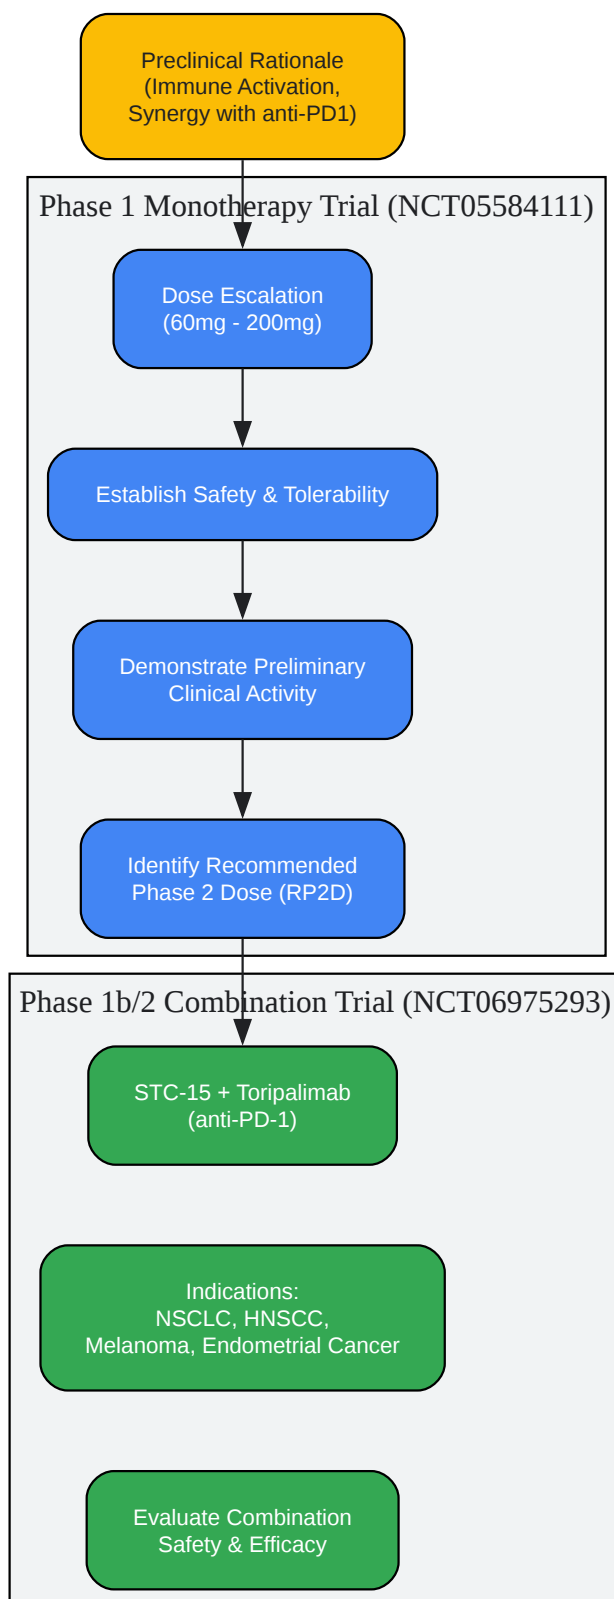 Preclinical Rationale
(Immune Activation,
Synergy with anti-PD1)
Phase 1 Monotherapy Trial (NCT05584111)
Dose Escalation
(60mg - 200mg)
Establish Safety & Tolerability
Demonstrate Preliminary
Clinical Activity
Identify Recommended
Phase 2 Dose (RP2D)
Phase 1b/2 Combination Trial (NCT06975293)
STC-15 + Toripalimab
(anti-PD-1)
Indications:
NSCLC, HNSCC,
Melanoma, Endometrial Cancer
Evaluate Combination
Safety & Efficacy